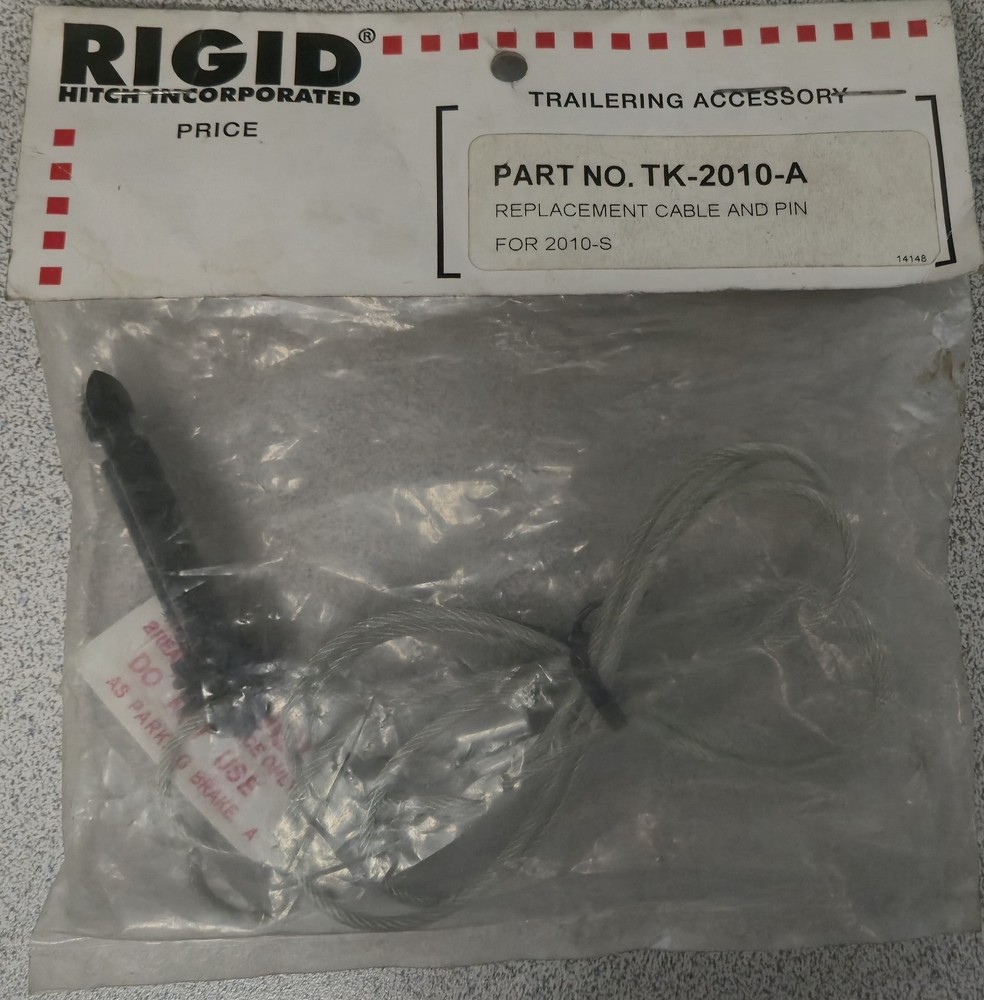 RIGID®
HITCH INCORPORATED
PRICE
TRAILERING ACCESSORY
PART NO. TK-2010-A
REPLACEMENT CABLE AND PIN
FOR 2010-S
14148
DO USE
AS BRAKE A